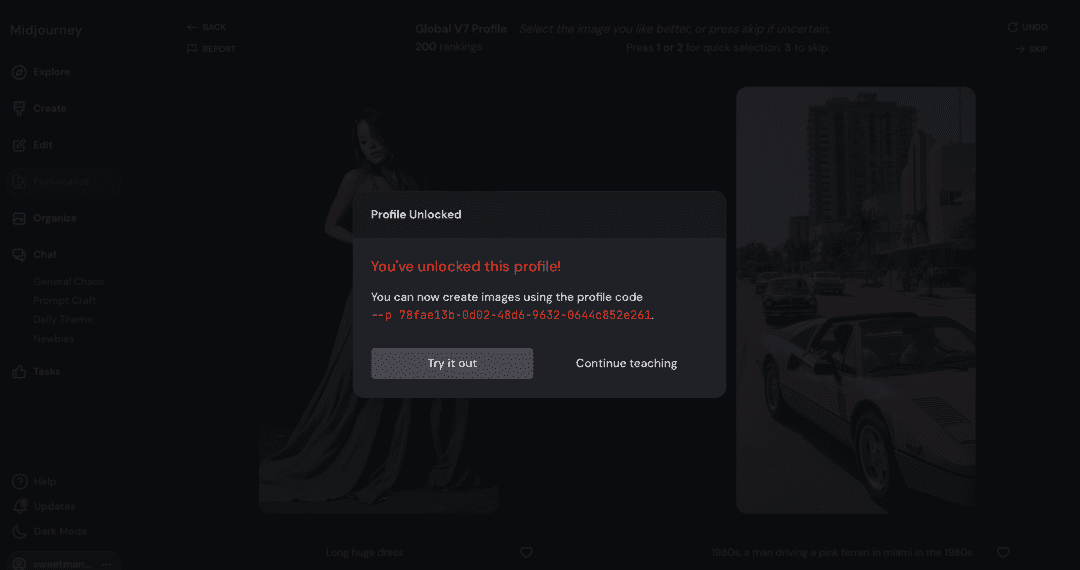 Midjourney
BACK
REPORT
Global V7 Profile
200 rankings
Select the image you like better, or press skip if uncertain.
Press 1 or 2 for quick selection, 3 to skip.
UNDO
SKIP
Explore
Create
Edit
Personalize
Organize
Chat
General Chaos
Prompt Craft
Daily Theme
Newbies
Tasks
Profile Unlocked
You've unlocked this profile!
You can now create images using the profile code
--p 78fae13b-0d02-48d6-9632-0644c852e261.
Try it out
Continue teaching
Help
Updates
Dark Mode
sweetman...
Long huge dress
1980s, a man driving a pink ferrari in miami in the 1980s